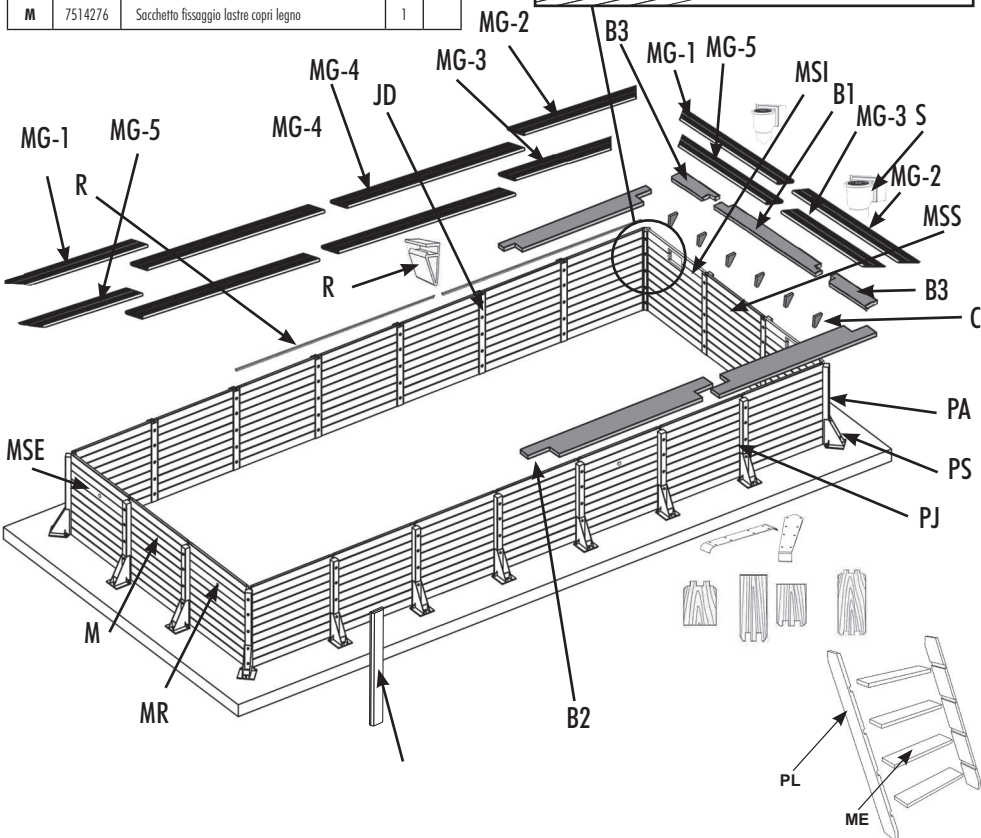 M 7514276 Sacchetto fissaggio lastre copri legno 1
MG-2
B3
MG-1
MG-5
MG-4
MG-3
MSI
JD
B1
MG-4
MG-3
S
MG-1
MG-5
MG-2
R
MSS
R
B3
C
PA
MSE
PS
PJ
M
MR
B2
PL
ME